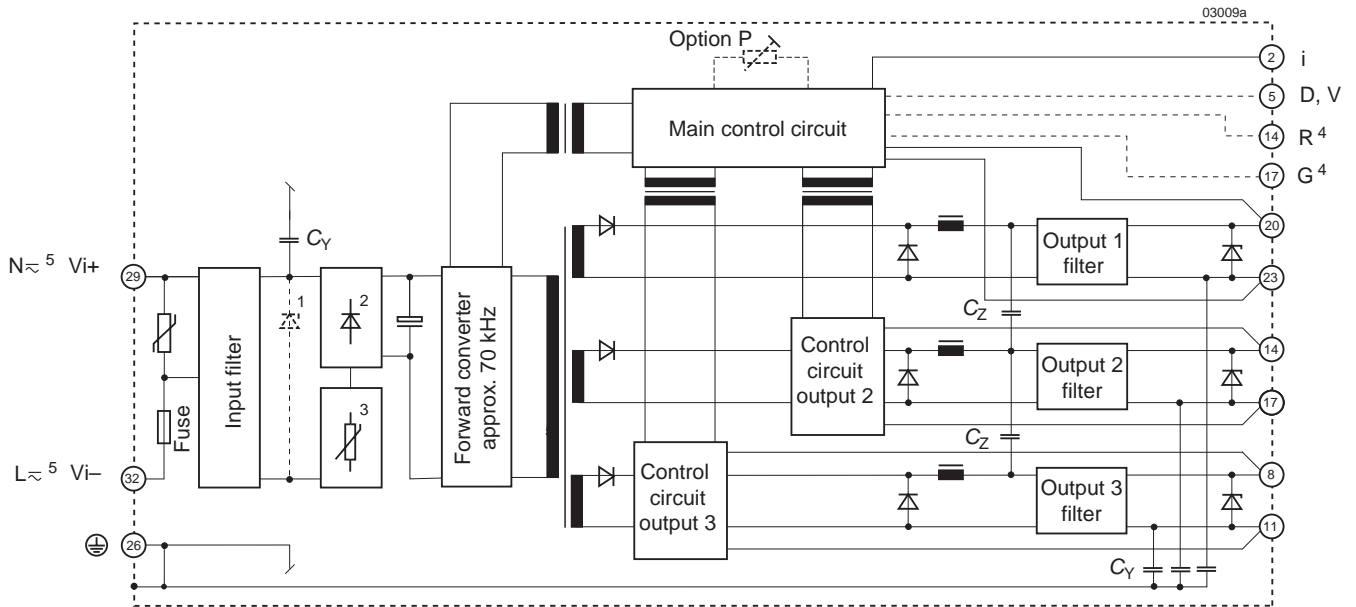 03009a
Option P
2 i
Main control circuit
5 D, V
14 R 4
17 G 4
CY
20
Output 1
filter
N≂ 5 Vi+ 29
1
2
23
CZ
Input filter
Forward converter
approx. 70 kHz
Control
circuit
output 2
14
Output 2
filter
Fuse
3
17
CZ
L≂ 5 Vi– 32
Control
circuit
output 3
8
Output 3
filter
11
26
CY